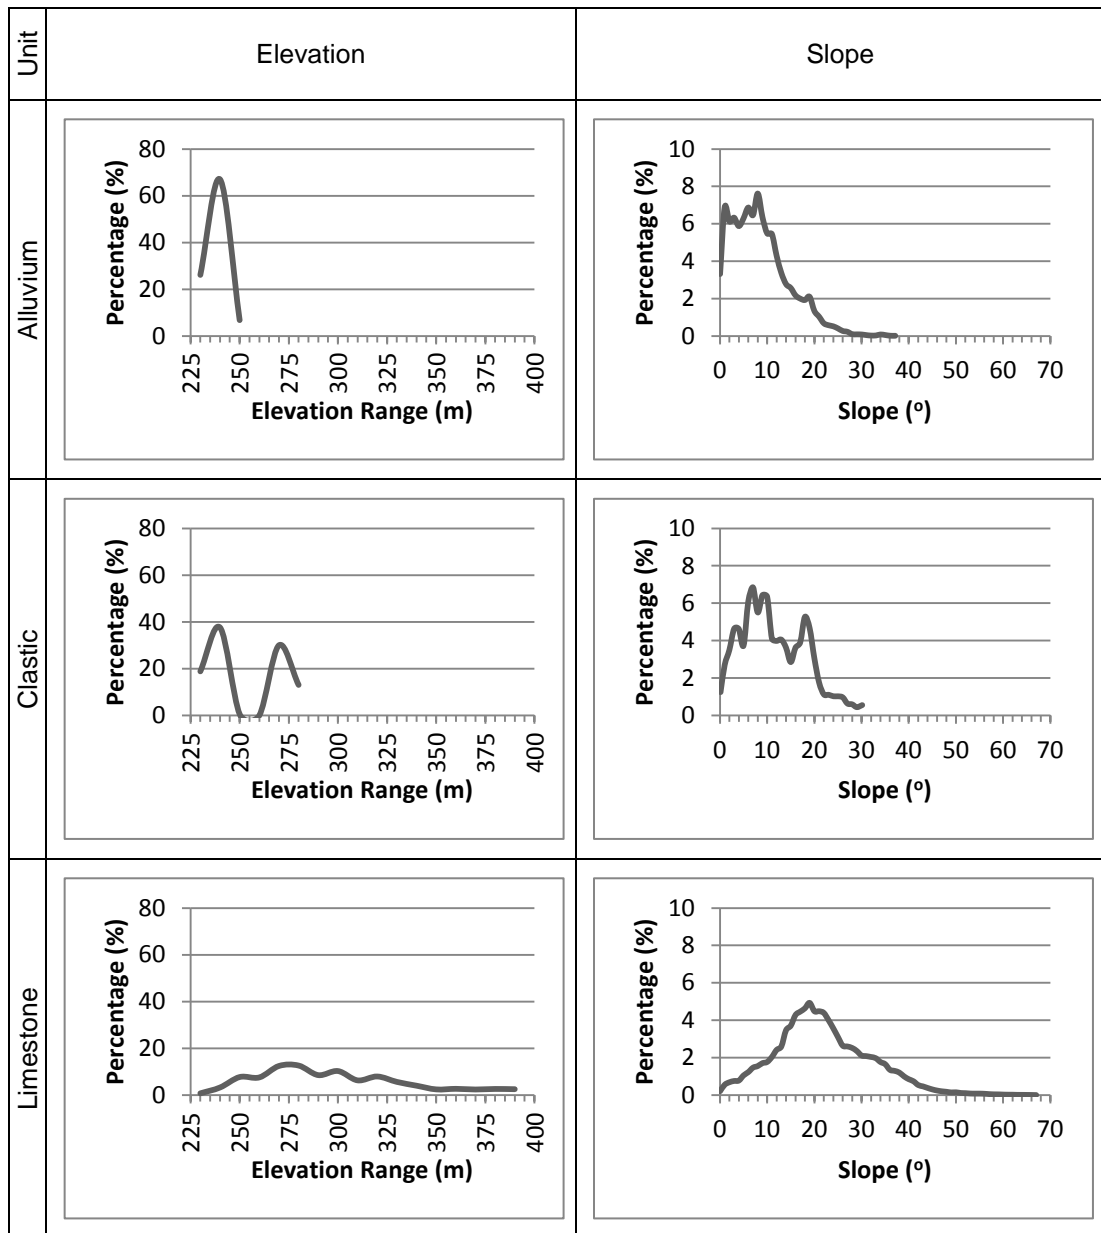 Unit
Elevation
Slope
Alluvium
Percentage (%)
80
60
40
20
0
225
250
275
300
325
350
375
400
Elevation Range (m)
Percentage (%)
10
8
6
4
2
0
0 10 20 30 40 50 60 70
Slope (º)
Clastic
Percentage (%)
80
60
40
20
0
225
250
275
300
325
350
375
400
Elevation Range (m)
Percentage (%)
10
8
6
4
2
0
0 10 20 30 40 50 60 70
Slope (º)
Limestone
Percentage (%)
80
60
40
20
0
225
250
275
300
325
350
375
400
Elevation Range (m)
Percentage (%)
10
8
6
4
2
0
0 10 20 30 40 50 60 70
Slope (º)